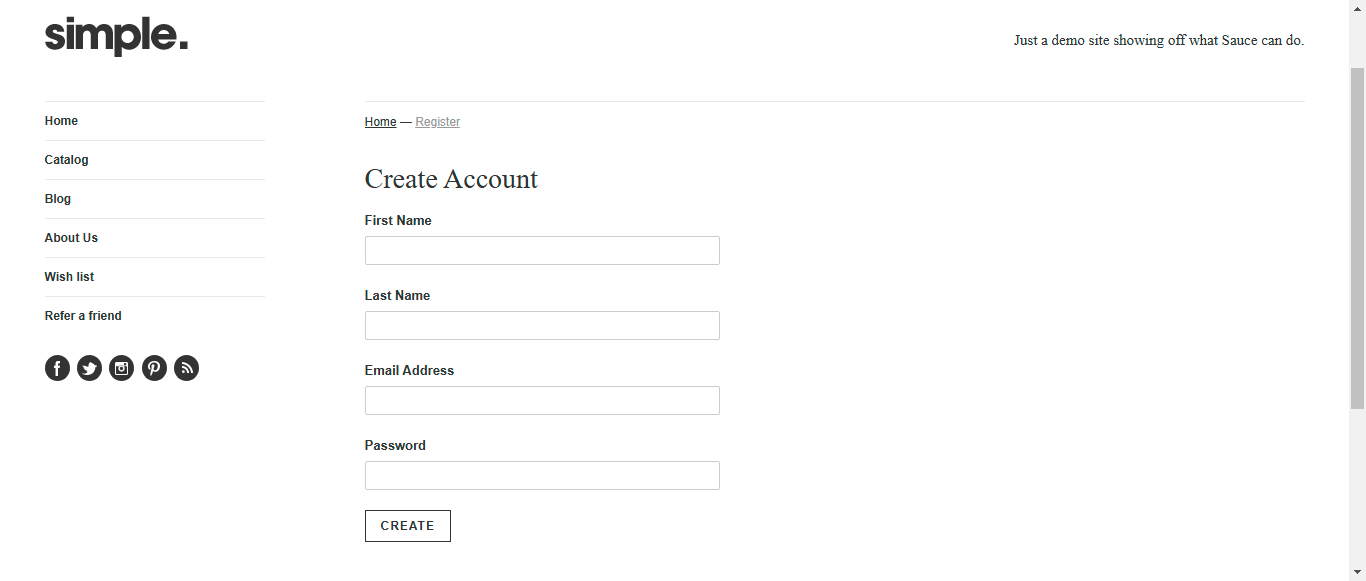 simple.
Just a demo site showing off what Sauce can do.
Home
Catalog
Blog
About Us
Wish list
Refer a friend
Home — Register
Create Account
First Name
Last Name
Email Address
Password
CREATE